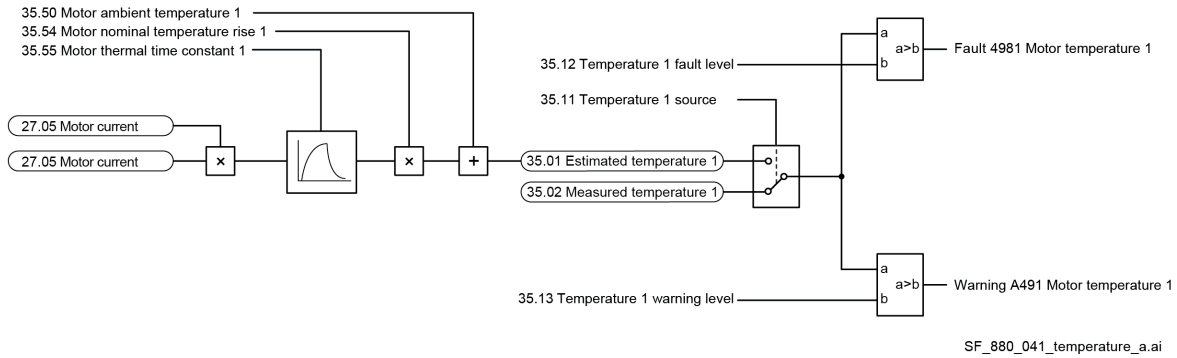 35.50 Motor ambient temperature 1
35.54 Motor nominal temperature rise 1
35.55 Motor thermal time constant 1
27.05 Motor current
27.05 Motor current
×
×
+
35.12 Temperature 1 fault level
35.11 Temperature 1 source
35.01 Estimated temperature 1
35.02 Measured temperature 1
a
a>b
b
Fault 4981 Motor temperature 1
35.13 Temperature 1 warning level
a
a>b
b
Warning A491 Motor temperature 1
SF_880_041_temperature_a.ai